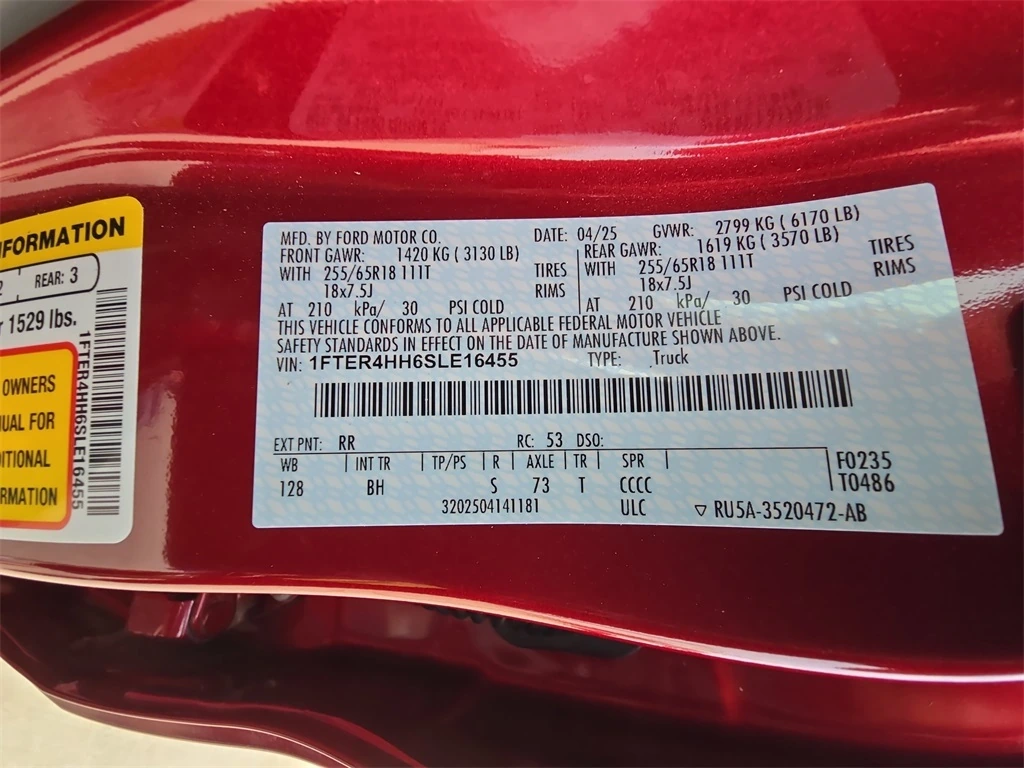 INFORMATION
2 REAR: 3
r 1529 lbs.
OWNERS
UAL FOR
DITIONAL
RMATION
1FTER4HH6SLE16455
MFD. BY FORD MOTOR CO. DATE: 04/25 GVWR: 2799 KG ( 6170 LB)
FRONT GAWR: 1420 KG ( 3130 LB) REAR GAWR: 1619 KG ( 3570 LB)
WITH 255/65R18 111T TIRES WITH 255/65R18 111T TIRES
18x7.5J RIMS 18x7.5J RIMS
AT 210 kPa/ 30 PSI COLD AT 210 kPa/ 30 PSI COLD
THIS VEHICLE CONFORMS TO ALL APPLICABLE FEDERAL MOTOR VEHICLE
SAFETY STANDARDS IN EFFECT ON THE DATE OF MANUFACTURE SHOWN ABOVE.
VIN: 1FTER4HH6SLE16455 TYPE: .Truck
EXT PNT: RR RC: 53 DSO:
WB INT TR TP/PS R AXLE TR SPR F0235
128 BH S 73 T CCCC T0486
3202504141181 ULC ▽ RU5A-3520472-AB